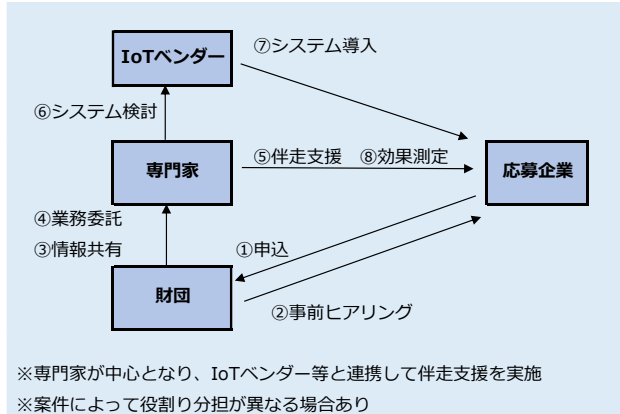 IoTベンダー
⑦システム導入
⑥システム検討
専門家
⑤伴走支援 ⑧効果測定
応募企業
④業務委託
③情報共有
①申込
財団
②事前ヒアリング
※専門家が中心となり、IoTベンダー等と連携して伴走支援を実施
※案件によって役割り分担が異なる場合あり